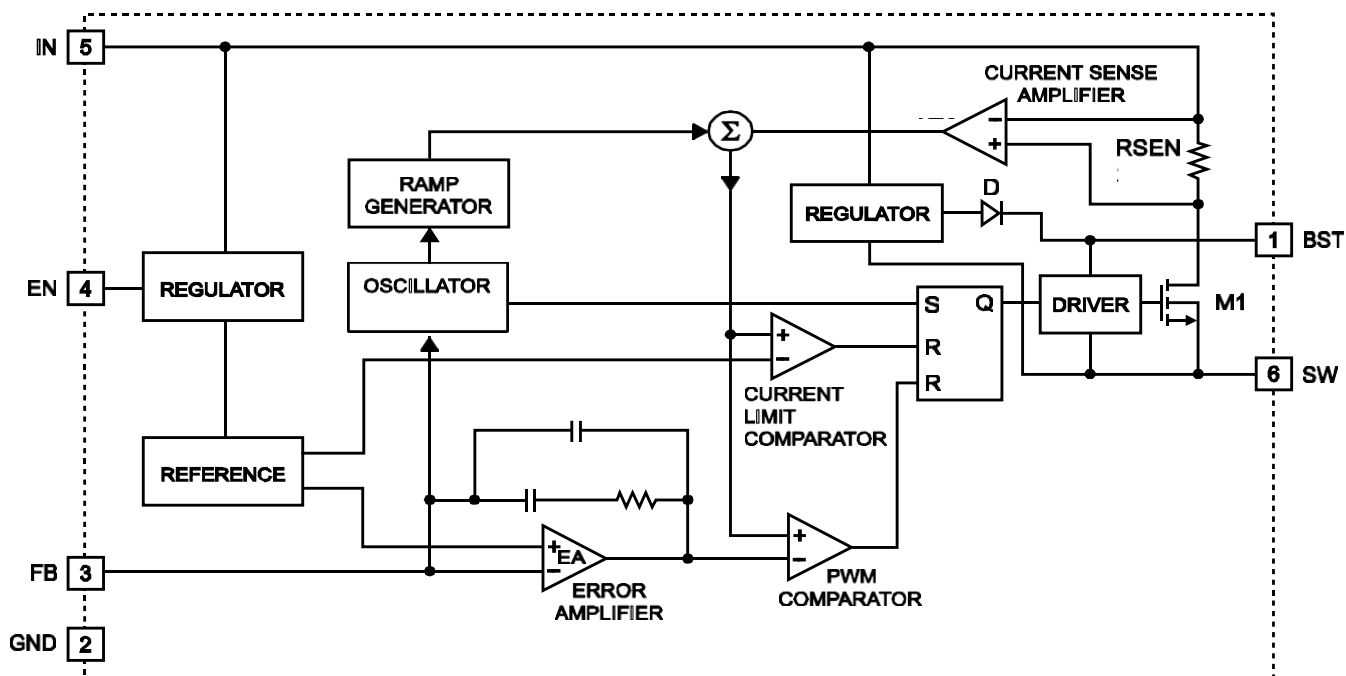 IN 5
CURRENT SENSE
AMPLIFIER
Σ
−
+
RSEN
RAMP
GENERATOR
D
REGULATOR
1 BST
EN 4
REGULATOR
OSCILLATOR
S Q
DRIVER
M1
+
−
R
R
6 SW
CURRENT
LIMIT
COMPARATOR
REFERENCE
+
EA
−
+
−
FB 3
ERROR
AMPLIFIER
PWM
COMPARATOR
GND 2